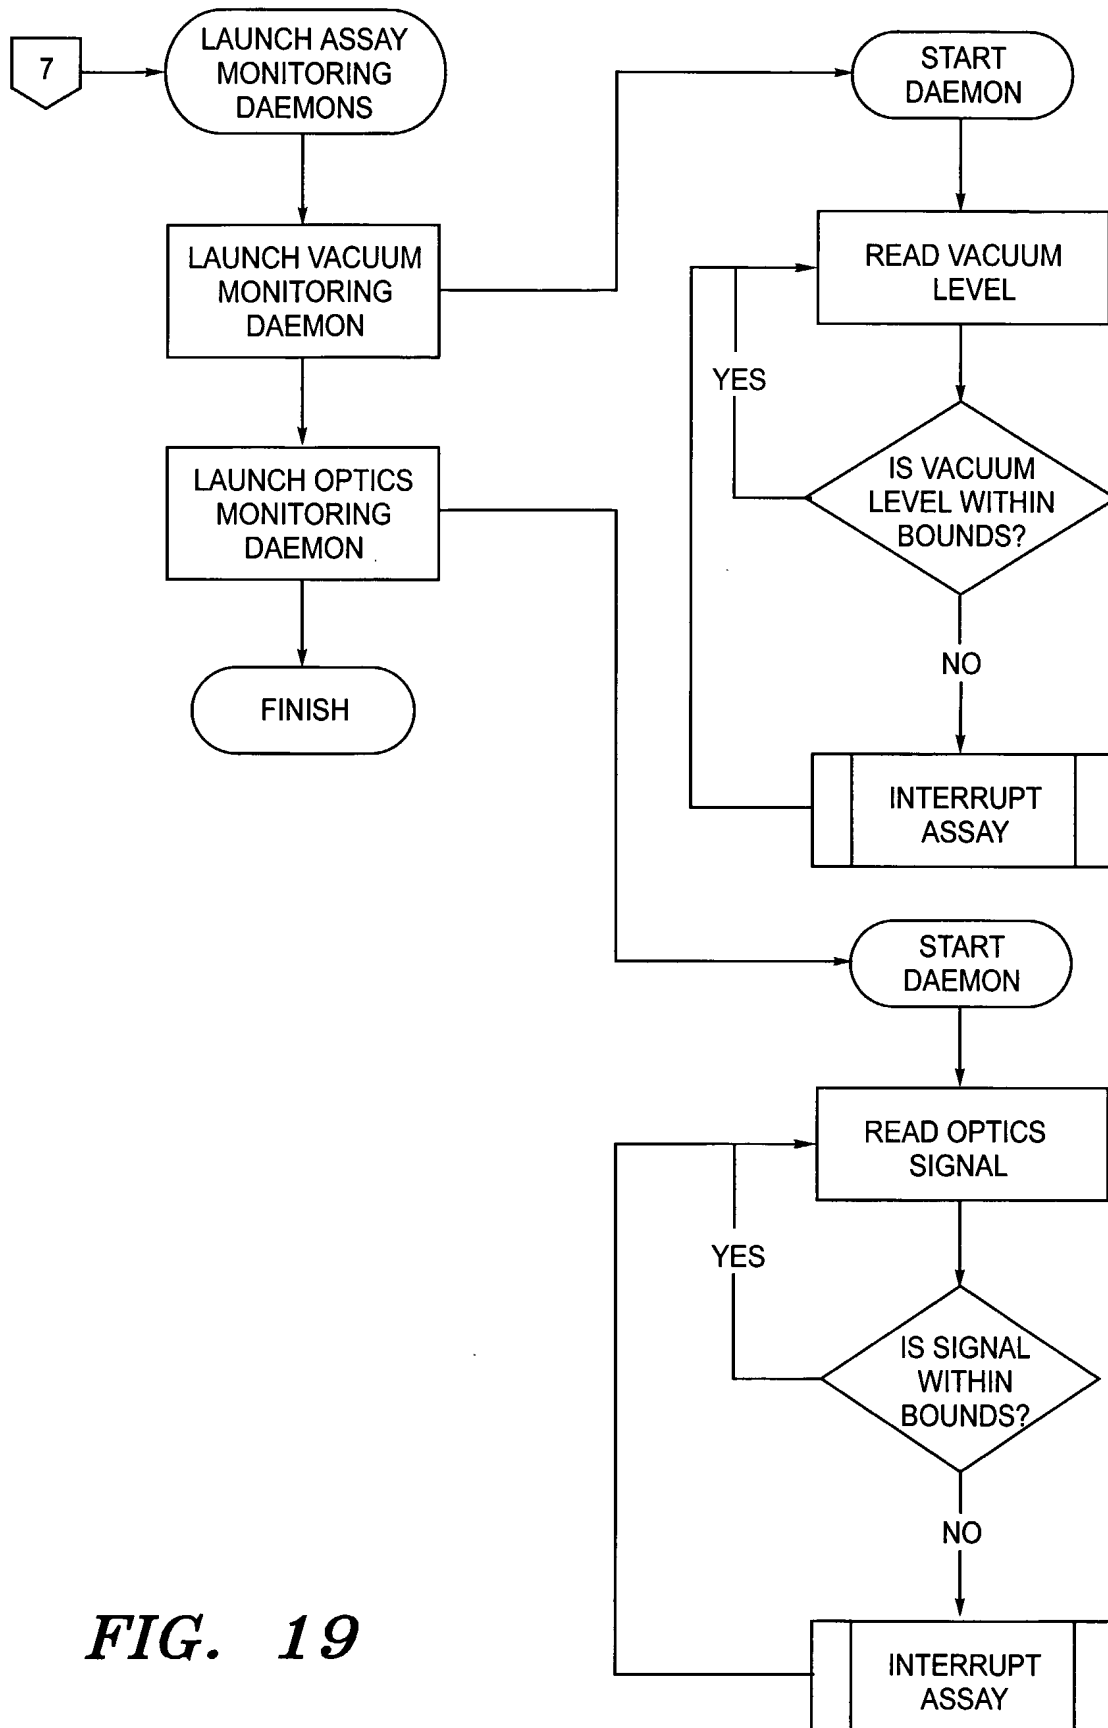 7
LAUNCH ASSAY
MONITORING
DAEMONS
LAUNCH VACUUM
MONITORING
DAEMON
LAUNCH OPTICS
MONITORING
DAEMON
FINISH
START
DAEMON
READ VACUUM
LEVEL
YES
IS VACUUM
LEVEL WITHIN
BOUNDS?
NO
INTERRUPT
ASSAY
START
DAEMON
READ OPTICS
SIGNAL
YES
IS SIGNAL
WITHIN
BOUNDS?
NO
INTERRUPT
ASSAY
FIG. 19